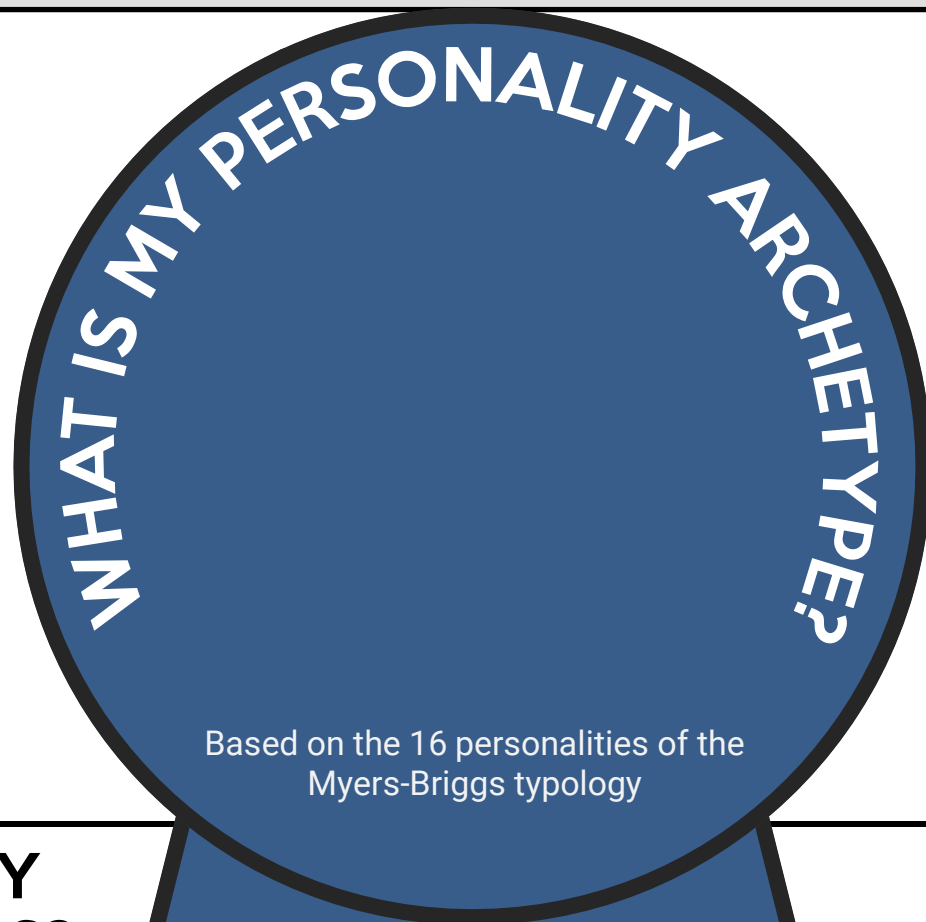 WHAT IS MY PERSONALITY ARCHETYPE?
Based on the 16 personalities of the
Myers-Briggs typology
Y